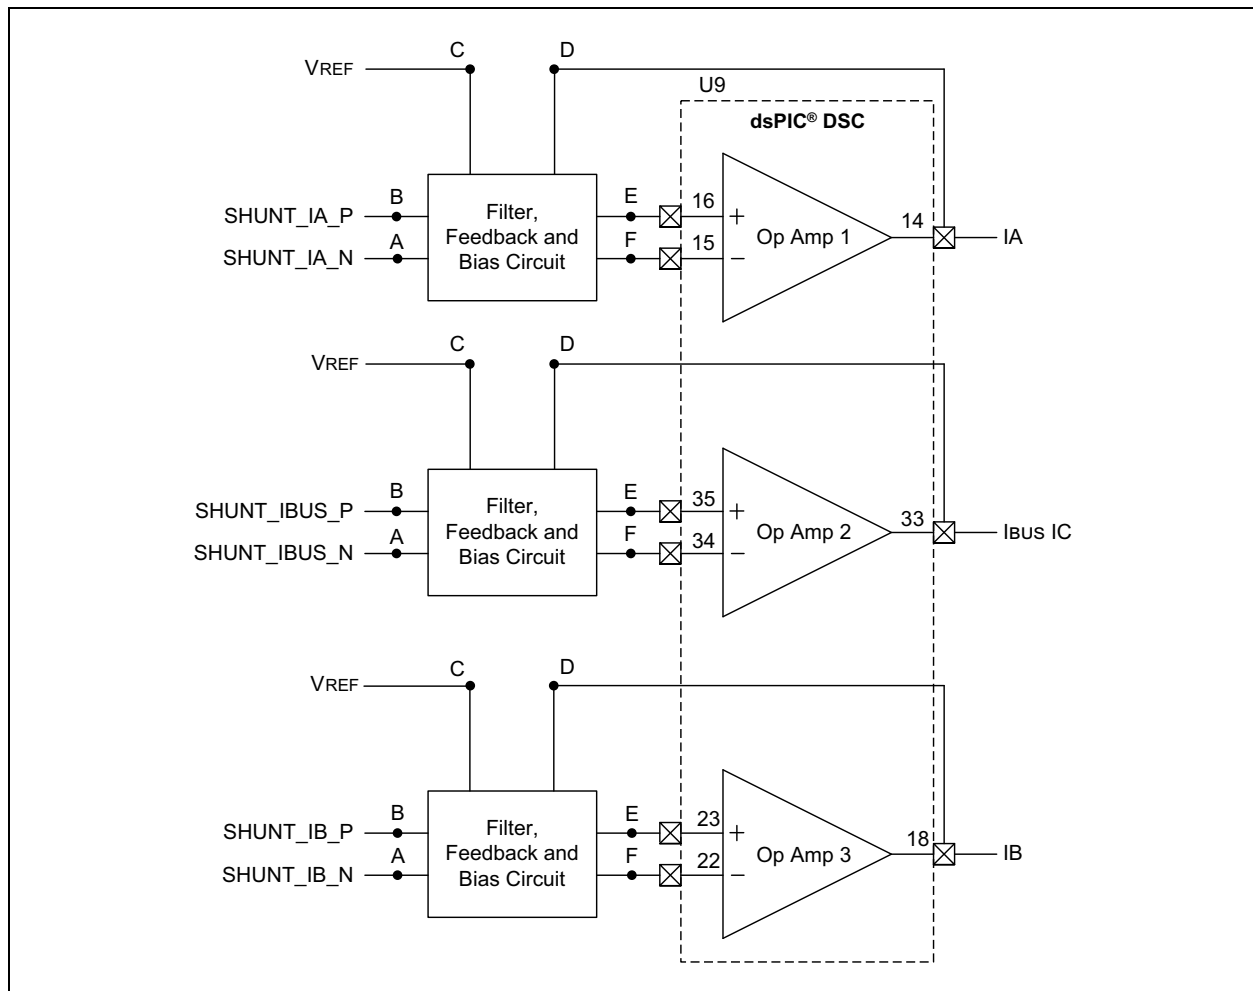 C
D
VREF
U9
dsPIC® DSC
B
SHUNT_IA_P
A
SHUNT_IA_N
Filter,
Feedback and
Bias Circuit
E
F
16
15
+
−
Op Amp 1
14
IA
C
D
VREF
B
SHUNT_IBUS_P
A
SHUNT_IBUS_N
Filter,
Feedback and
Bias Circuit
E
F
35
34
+
−
Op Amp 2
33
IBUS IC
C
D
VREF
B
SHUNT_IB_P
A
SHUNT_IB_N
Filter,
Feedback and
Bias Circuit
E
F
23
22
+
−
Op Amp 3
18
IB